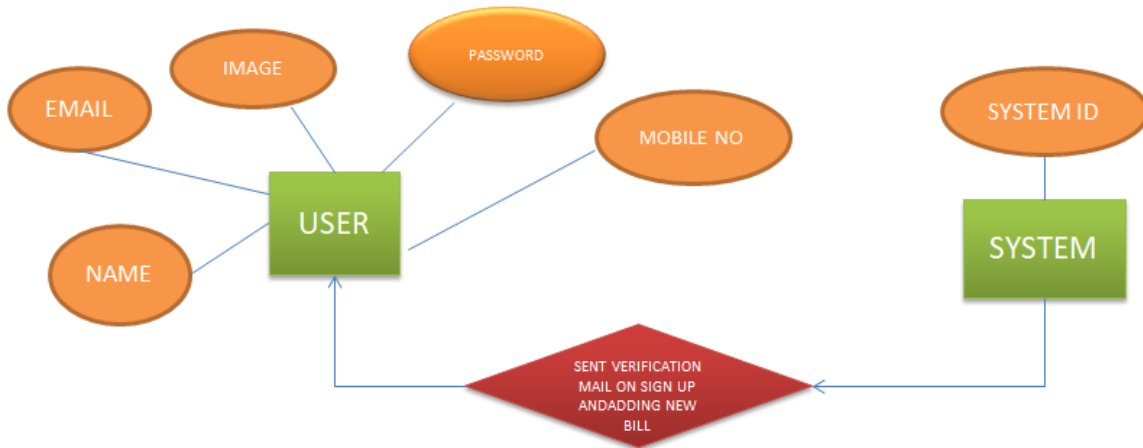 IMAGE
PASSWORD
EMAIL
MOBILE NO
SYSTEM ID
USER
SYSTEM
NAME
SENT VERIFICATION
MAIL ON SIGN UP
ANDADDING NEW
BILL